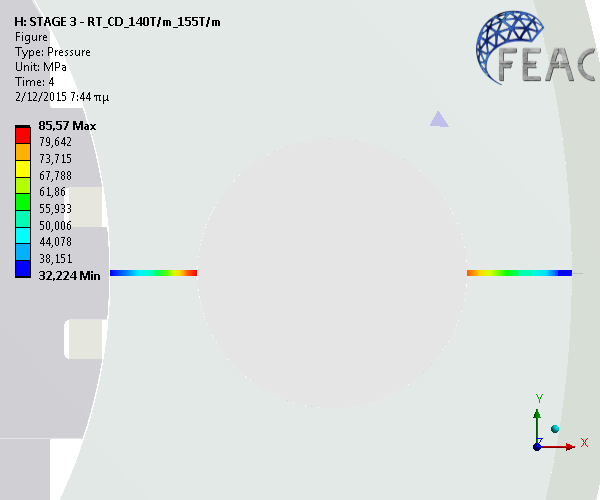 H: STAGE 3 - RT_CD_140T/m_155T/m
Figure
Type: Pressure
Unit: MPa
Time: 4
2/12/2015 7:44 πμ
FEAC
85,57 Max
79,642
73,715
67,788
61,86
55,933
50,006
44,078
38,151
32,224 Min
Y
Z
X